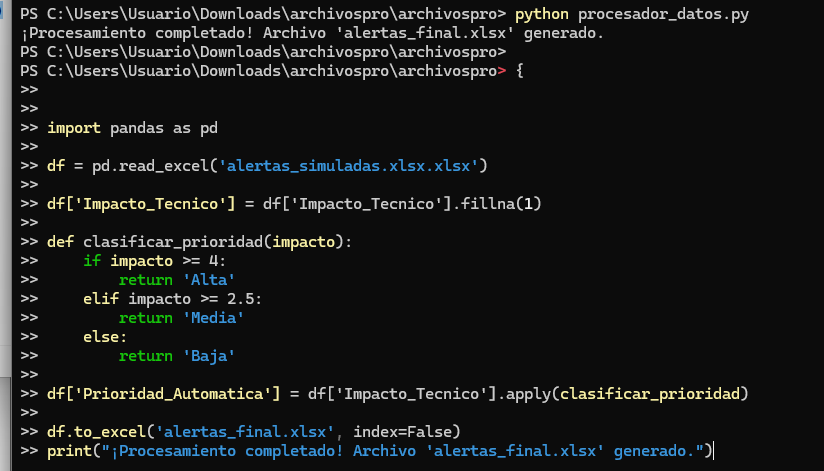 PS C:\Users\Usuario\Downloads\archivospro\archivospro> python procesador_datos.py
¡Procesamiento completado! Archivo 'alertas_final.xlsx' generado.
PS C:\Users\Usuario\Downloads\archivospro\archivospro>
PS C:\Users\Usuario\Downloads\archivospro\archivospro> {
>>
>>
>> import pandas as pd
>>
>> df = pd.read_excel('alertas_simuladas.xlsx.xlsx')
>>
>> df['Impacto_Tecnico'] = df['Impacto_Tecnico'].fillna(1)
>>
>> def clasificar_prioridad(impacto):
>>     if impacto >= 4:
>>         return 'Alta'
>>     elif impacto >= 2.5:
>>         return 'Media'
>>     else:
>>         return 'Baja'
>>
>> df['Prioridad_Automatica'] = df['Impacto_Tecnico'].apply(clasificar_prioridad)
>>
>> df.to_excel('alertas_final.xlsx', index=False)
>> print("¡Procesamiento completado! Archivo 'alertas_final.xlsx' generado.")